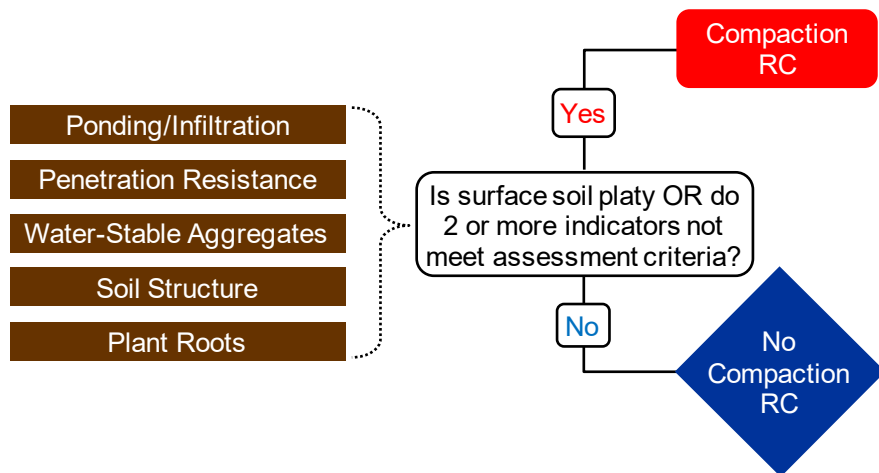 Ponding/Infiltration
Penetration Resistance
Water-Stable Aggregates
Soil Structure
Plant Roots
Compaction
RC
Yes
Is surface soil platy OR do
2 or more indicators not
meet assessment criteria?
No
No
Compaction
RC